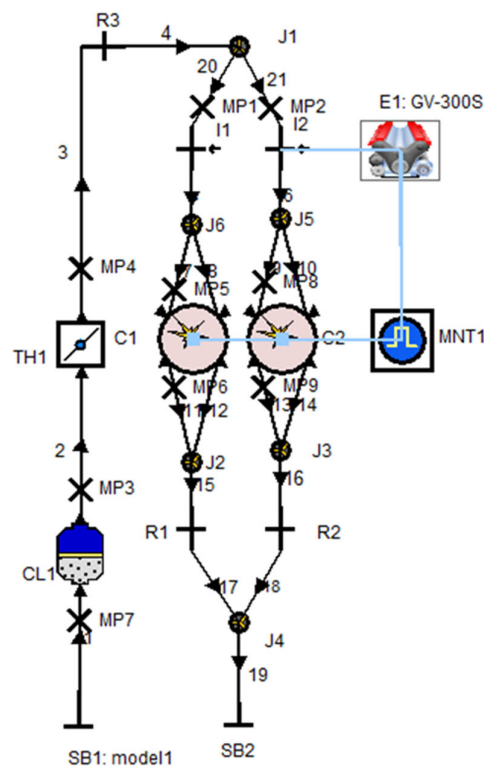 R3
4
J1
20
21
MP1
MP2
E1: GV-300S
I1
I2
3
6
J6
J5
MP4
7
8
9
10
MP5
MP8
C1
C2
TH1
MNT1
MP6
MP9
11
12
13
14
2
J2
J3
15
16
MP3
R1
R2
CL1
17
18
MP7
1
J4
19
SB1: model1
SB2